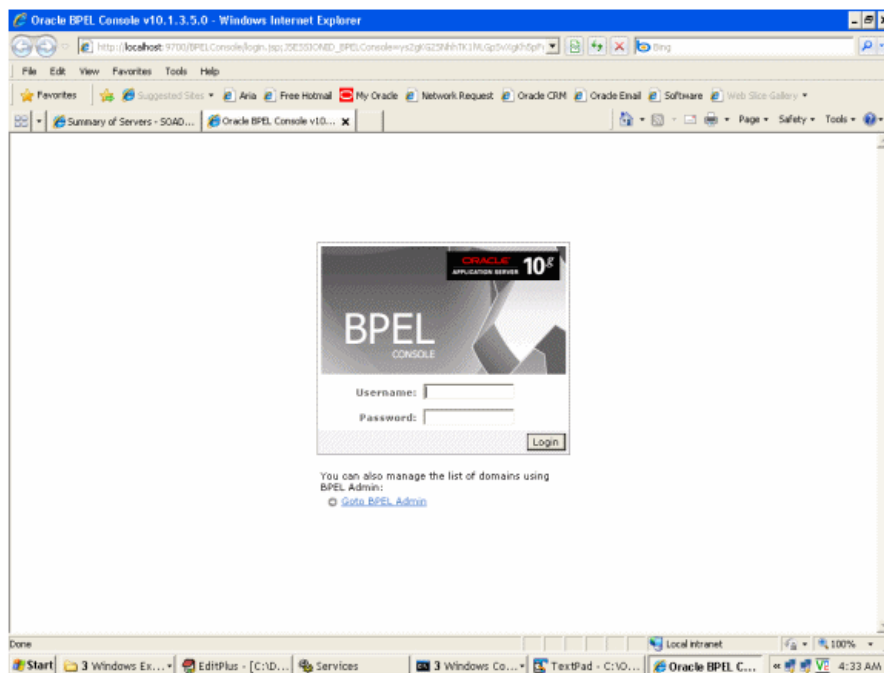 Oracle BPEL Console v10.1.3.5.0 - Windows Internet Explorer
Bing
File Edit View Favorites Tools Help
Favorites Suggested Sites Aria Free Hotmail My Oracle Network Request Oracle CRM Oracle Email Software Web Slice Gallery
Summary of Servers - SOAD... Oracle BPEL Console v10... Page Safety Tools
ORACLE
APPLICATION SERVER 10g
BPEL
CONSOLE
Username:
Password:
Login
You can also manage the list of domains using
BPEL Admin:
Goto BPEL Admin
Done Local intranet 100%
Start 3 Windows Ex... EditPlus - [C:\D... Services 3 Windows Co... TextPad - C:\O... Oracle BPEL C... 4:33 AM